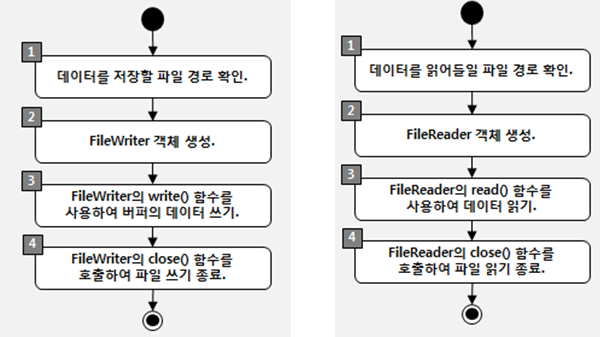 1
데이터를 저장할 파일 경로 확인.
2
FileWriter 객체 생성.
3
FileWriter의 write() 함수를
사용하여 버퍼의 데이터 쓰기.
4
FileWriter의 close() 함수를
호출하여 파일 쓰기 종료.
1
데이터를 읽어들일 파일 경로 확인.
2
FileReader 객체 생성.
3
FileReader의 read() 함수를
사용하여 데이터 읽기.
4
FileReader의 close() 함수를
호출하여 파일 읽기 종료.